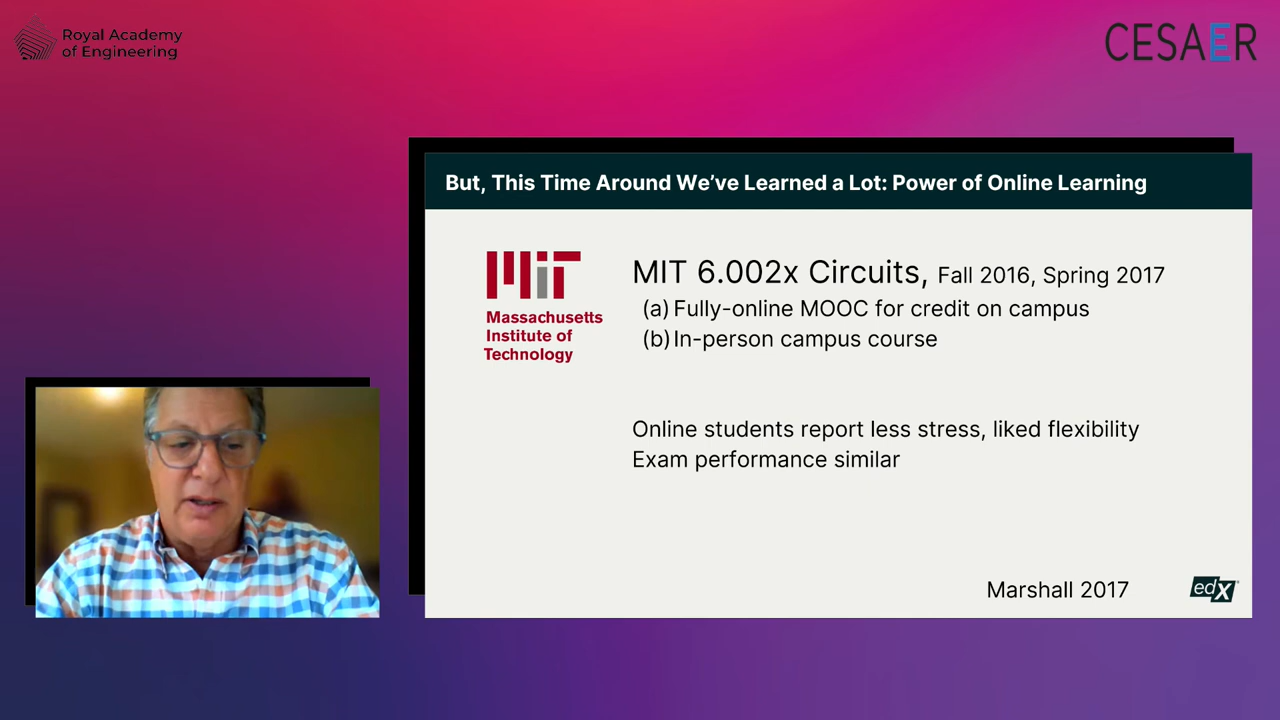 Royal Academy
of Engineering
CESAER
But, This Time Around We’ve Learned a Lot: Power of Online Learning
MIT
Massachusetts
Institute of
Technology
MIT 6.002x Circuits, Fall 2016, Spring 2017
(a) Fully-online MOOC for credit on campus
(b) In-person campus course
Online students report less stress, liked flexibility
Exam performance similar
Marshall 2017
edX